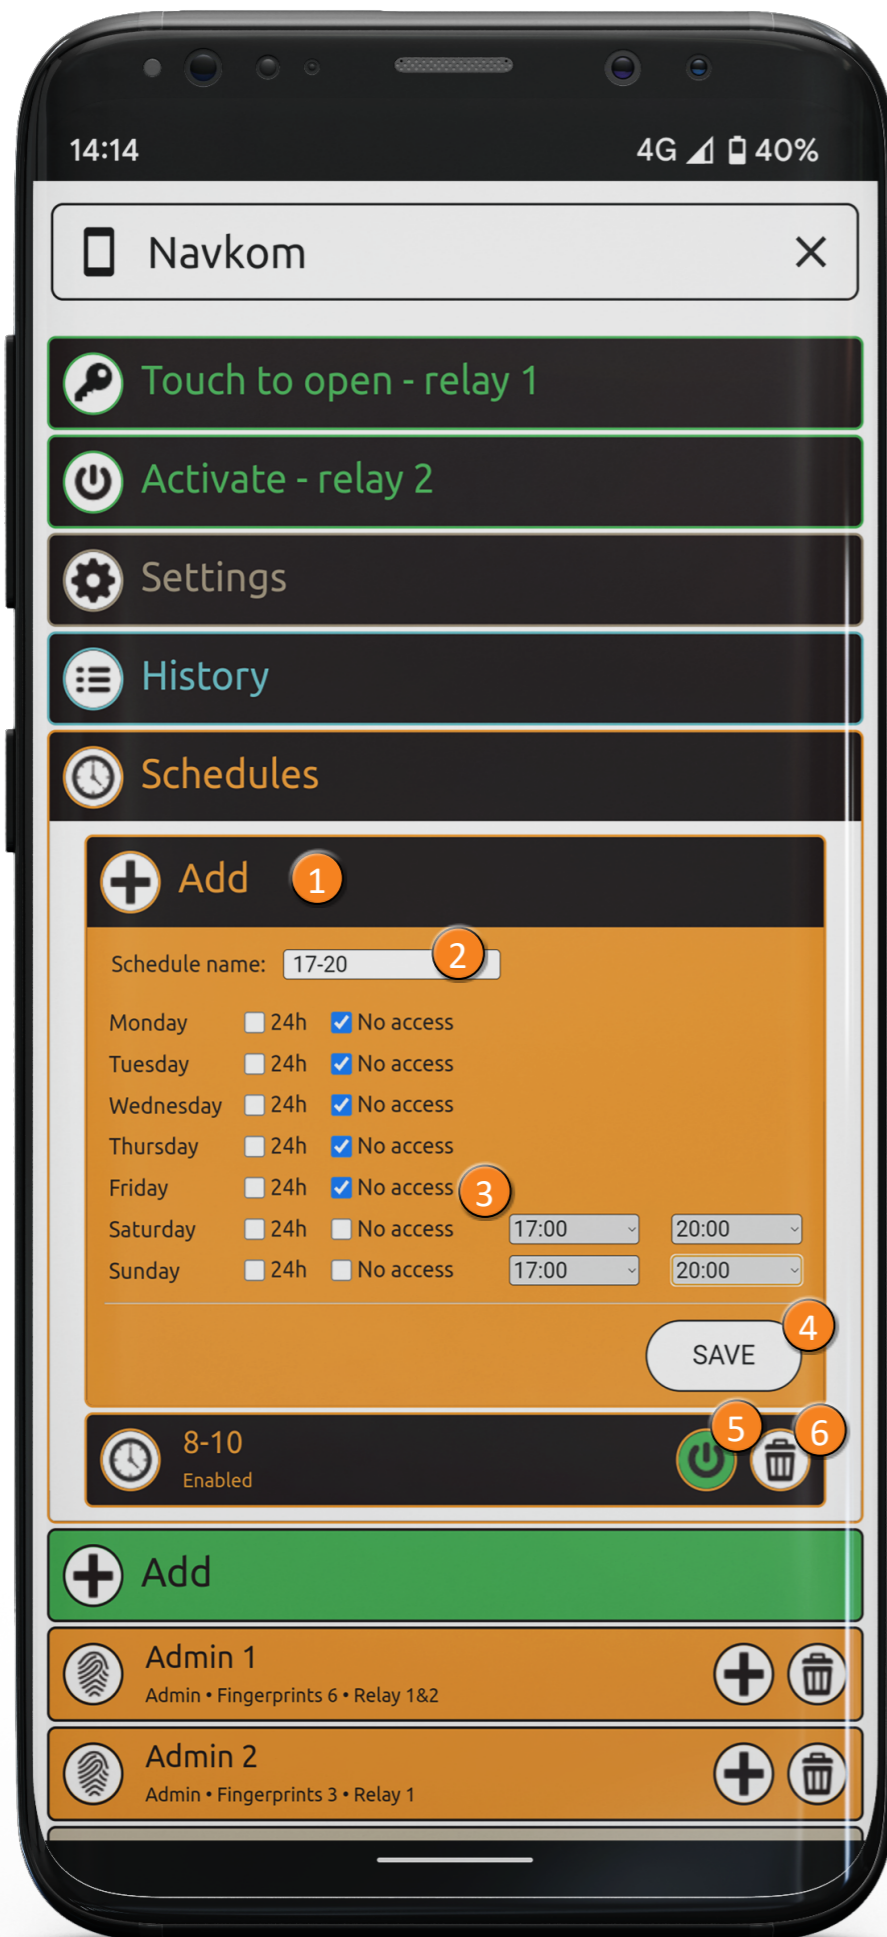 14:14 4G 40%
Navkom
Touch to open - relay 1
Activate - relay 2
Settings
History
Schedules
Add 1
Schedule name: 17-20 2
Monday 24h No access
Tuesday 24h No access
Wednesday 24h No access
Thursday 24h No access
Friday 24h No access 3
Saturday 24h No access 17:00 20:00
Sunday 24h No access 17:00 20:00
SAVE 4
8-10 5 6
Enabled
Add
Admin 1
Admin • Fingerprints 6 • Relay 1&2
Admin 2
Admin • Fingerprints 3 • Relay 1